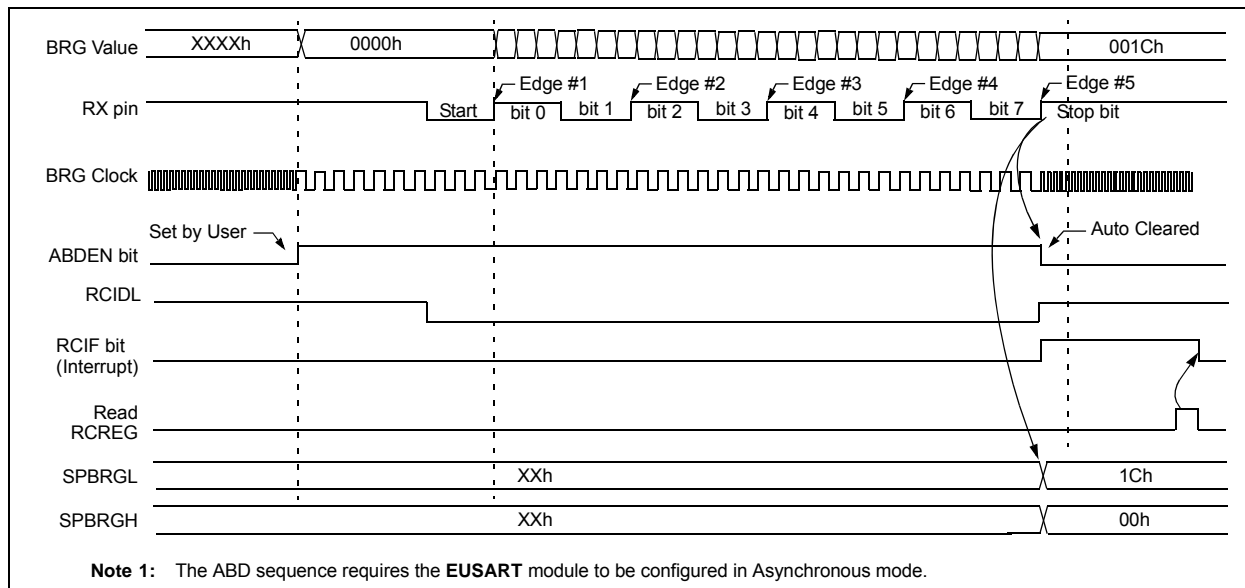 BRG Value XXXXh 0000h 001Ch
Edge #1 Edge #2 Edge #3 Edge #4 Edge #5
RX pin Start bit 0 bit 1 bit 2 bit 3 bit 4 bit 5 bit 6 bit 7 Stop bit
BRG Clock
Set by User Auto Cleared
ABDEN bit
RCIDL
RCIF bit
(Interrupt)
Read
RCREG
SPBRGL XXh 1Ch
SPBRGH XXh 00h
Note 1: The ABD sequence requires the EUSART module to be configured in Asynchronous mode.